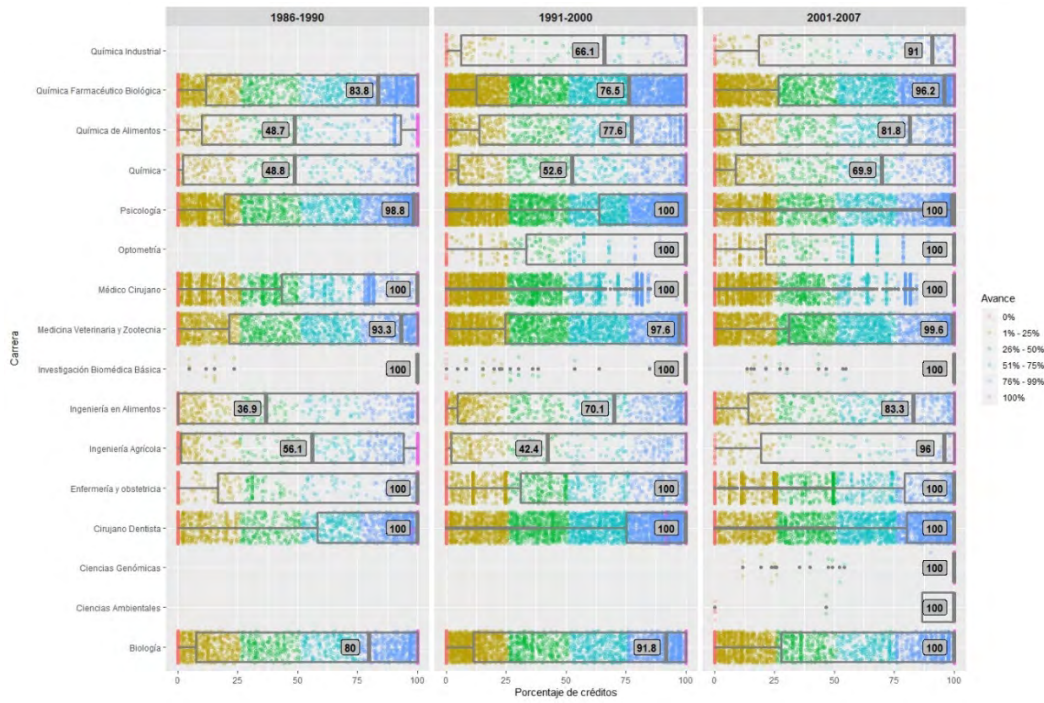 1986-1990
1991-2000
2001-2007
Carrera
Química Industrial
66.1
91
Química Farmacéutico Biológica
83.8
76.5
96.2
Química de Alimentos
48.7
77.6
81.8
Química
48.8
52.6
69.9
Psicología
98.8
100
100
Optometría
100
100
Médico Cirujano
100
100
100
Medicina Veterinaria y Zootecnia
93.3
97.6
99.6
Investigación Biomédica Básica
100
100
100
Ingeniería en Alimentos
36.9
70.1
83.3
Ingeniería Agrícola
56.1
42.4
96
Enfermería y obstetricia
100
100
100
Cirujano Dentista
100
100
100
Ciencias Genómicas
100
Ciencias Ambientales
100
Biología
80
91.8
100
0 25 50 75 100
0 25 50 75 100
0 25 50 75 100
Porcentaje de créditos
Avance
0%
1% - 25%
26% - 50%
51% - 75%
76% - 99%
100%